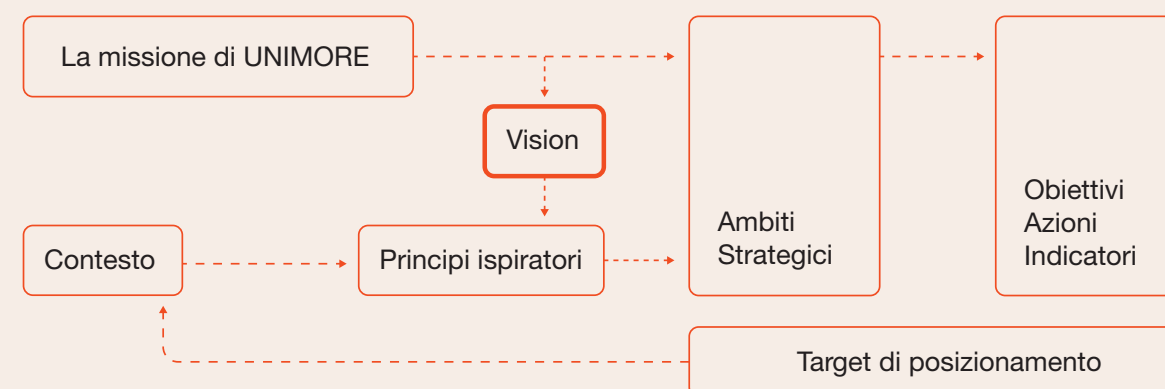 La missione di UNIMORE
Vision
Contesto
Principi ispiratori
Ambiti
Strategici
Obiettivi
Azioni
Indicatori
Target di posizionamento